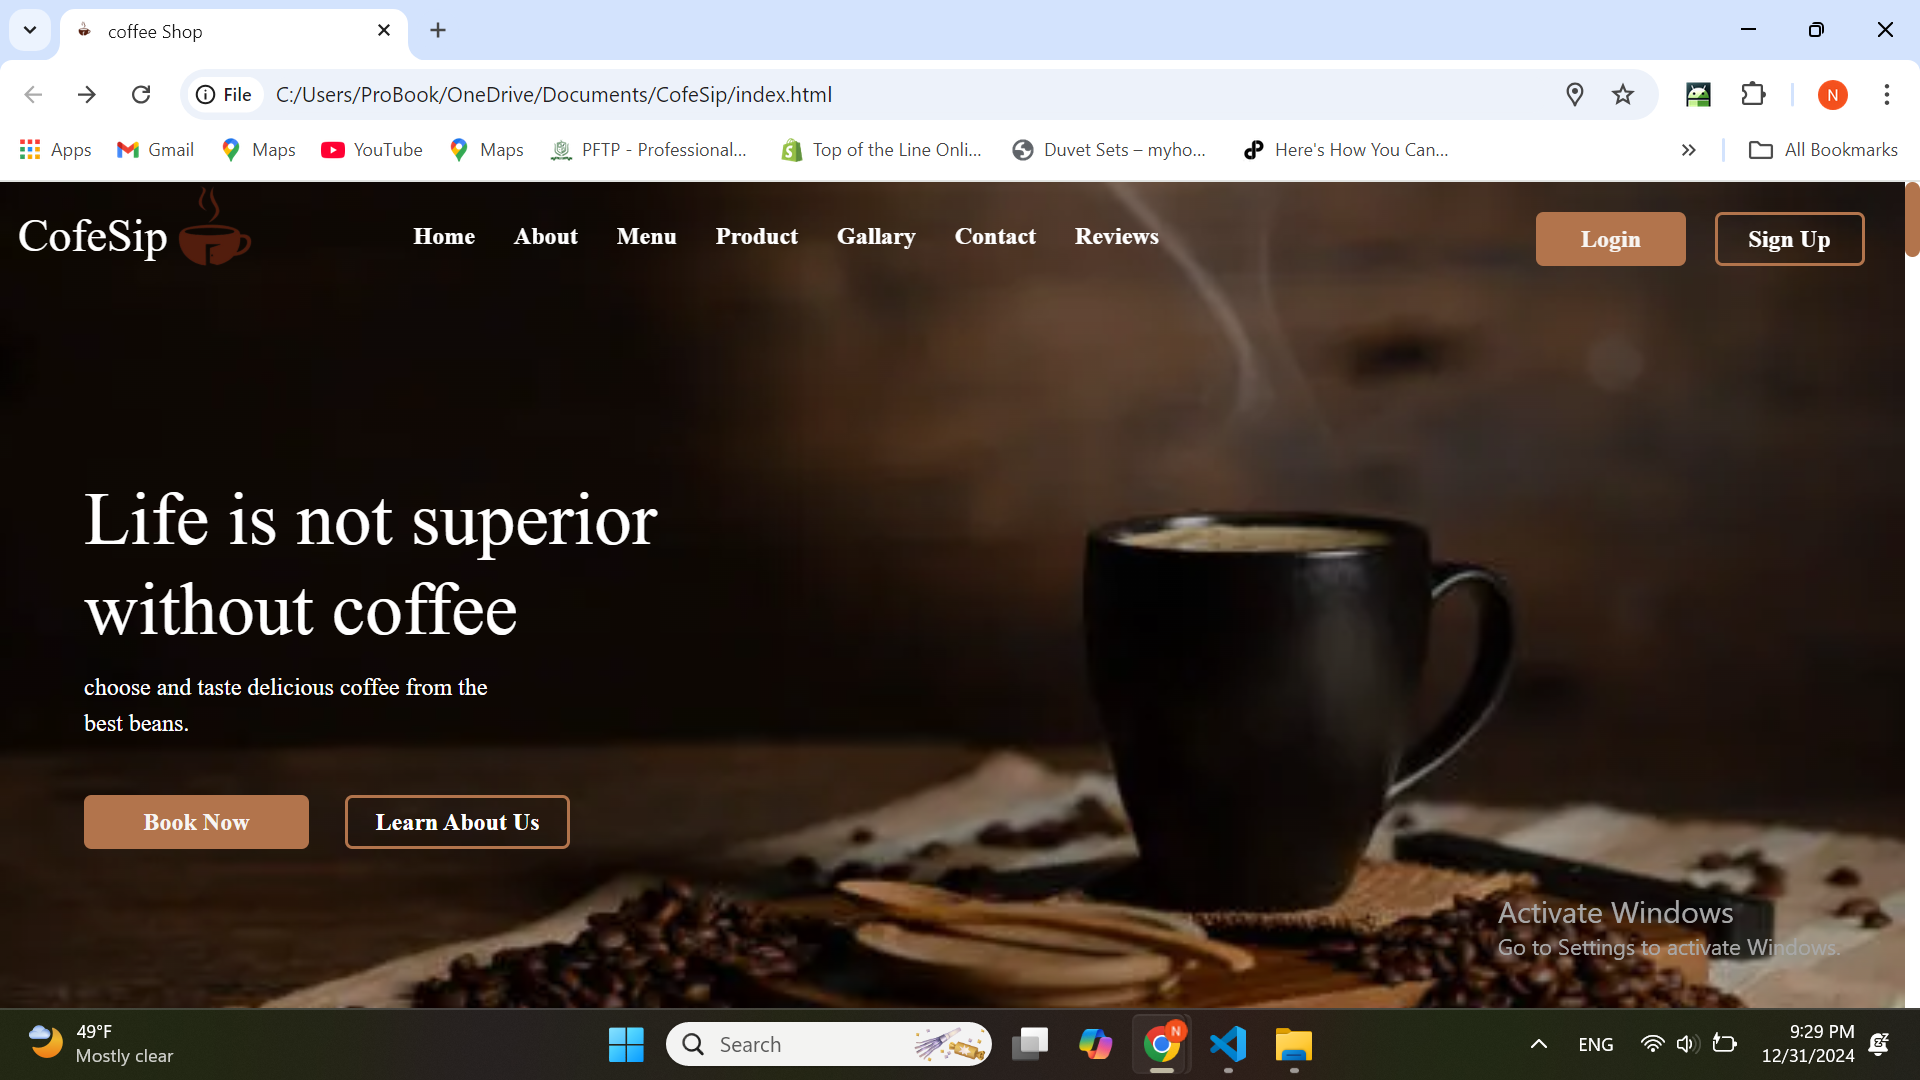 coffee Shop
File
C:/Users/ProBook/OneDrive/Documents/CofeSip/index.html
N
Apps
Gmail
Maps
YouTube
Maps
PFTP - Professional...
Top of the Line Onli...
Duvet Sets – myho...
Here's How You Can...
All Bookmarks
CofeSip
Home
About
Menu
Product
Gallary
Contact
Reviews
Login
Sign Up
Life is not superior
without coffee
choose and taste delicious coffee from the
best beans.
Book Now
Learn About Us
Activate Windows
Go to Settings to activate Windows.
49°F
Mostly clear
Search
N
ENG
9:29 PM
12/31/2024